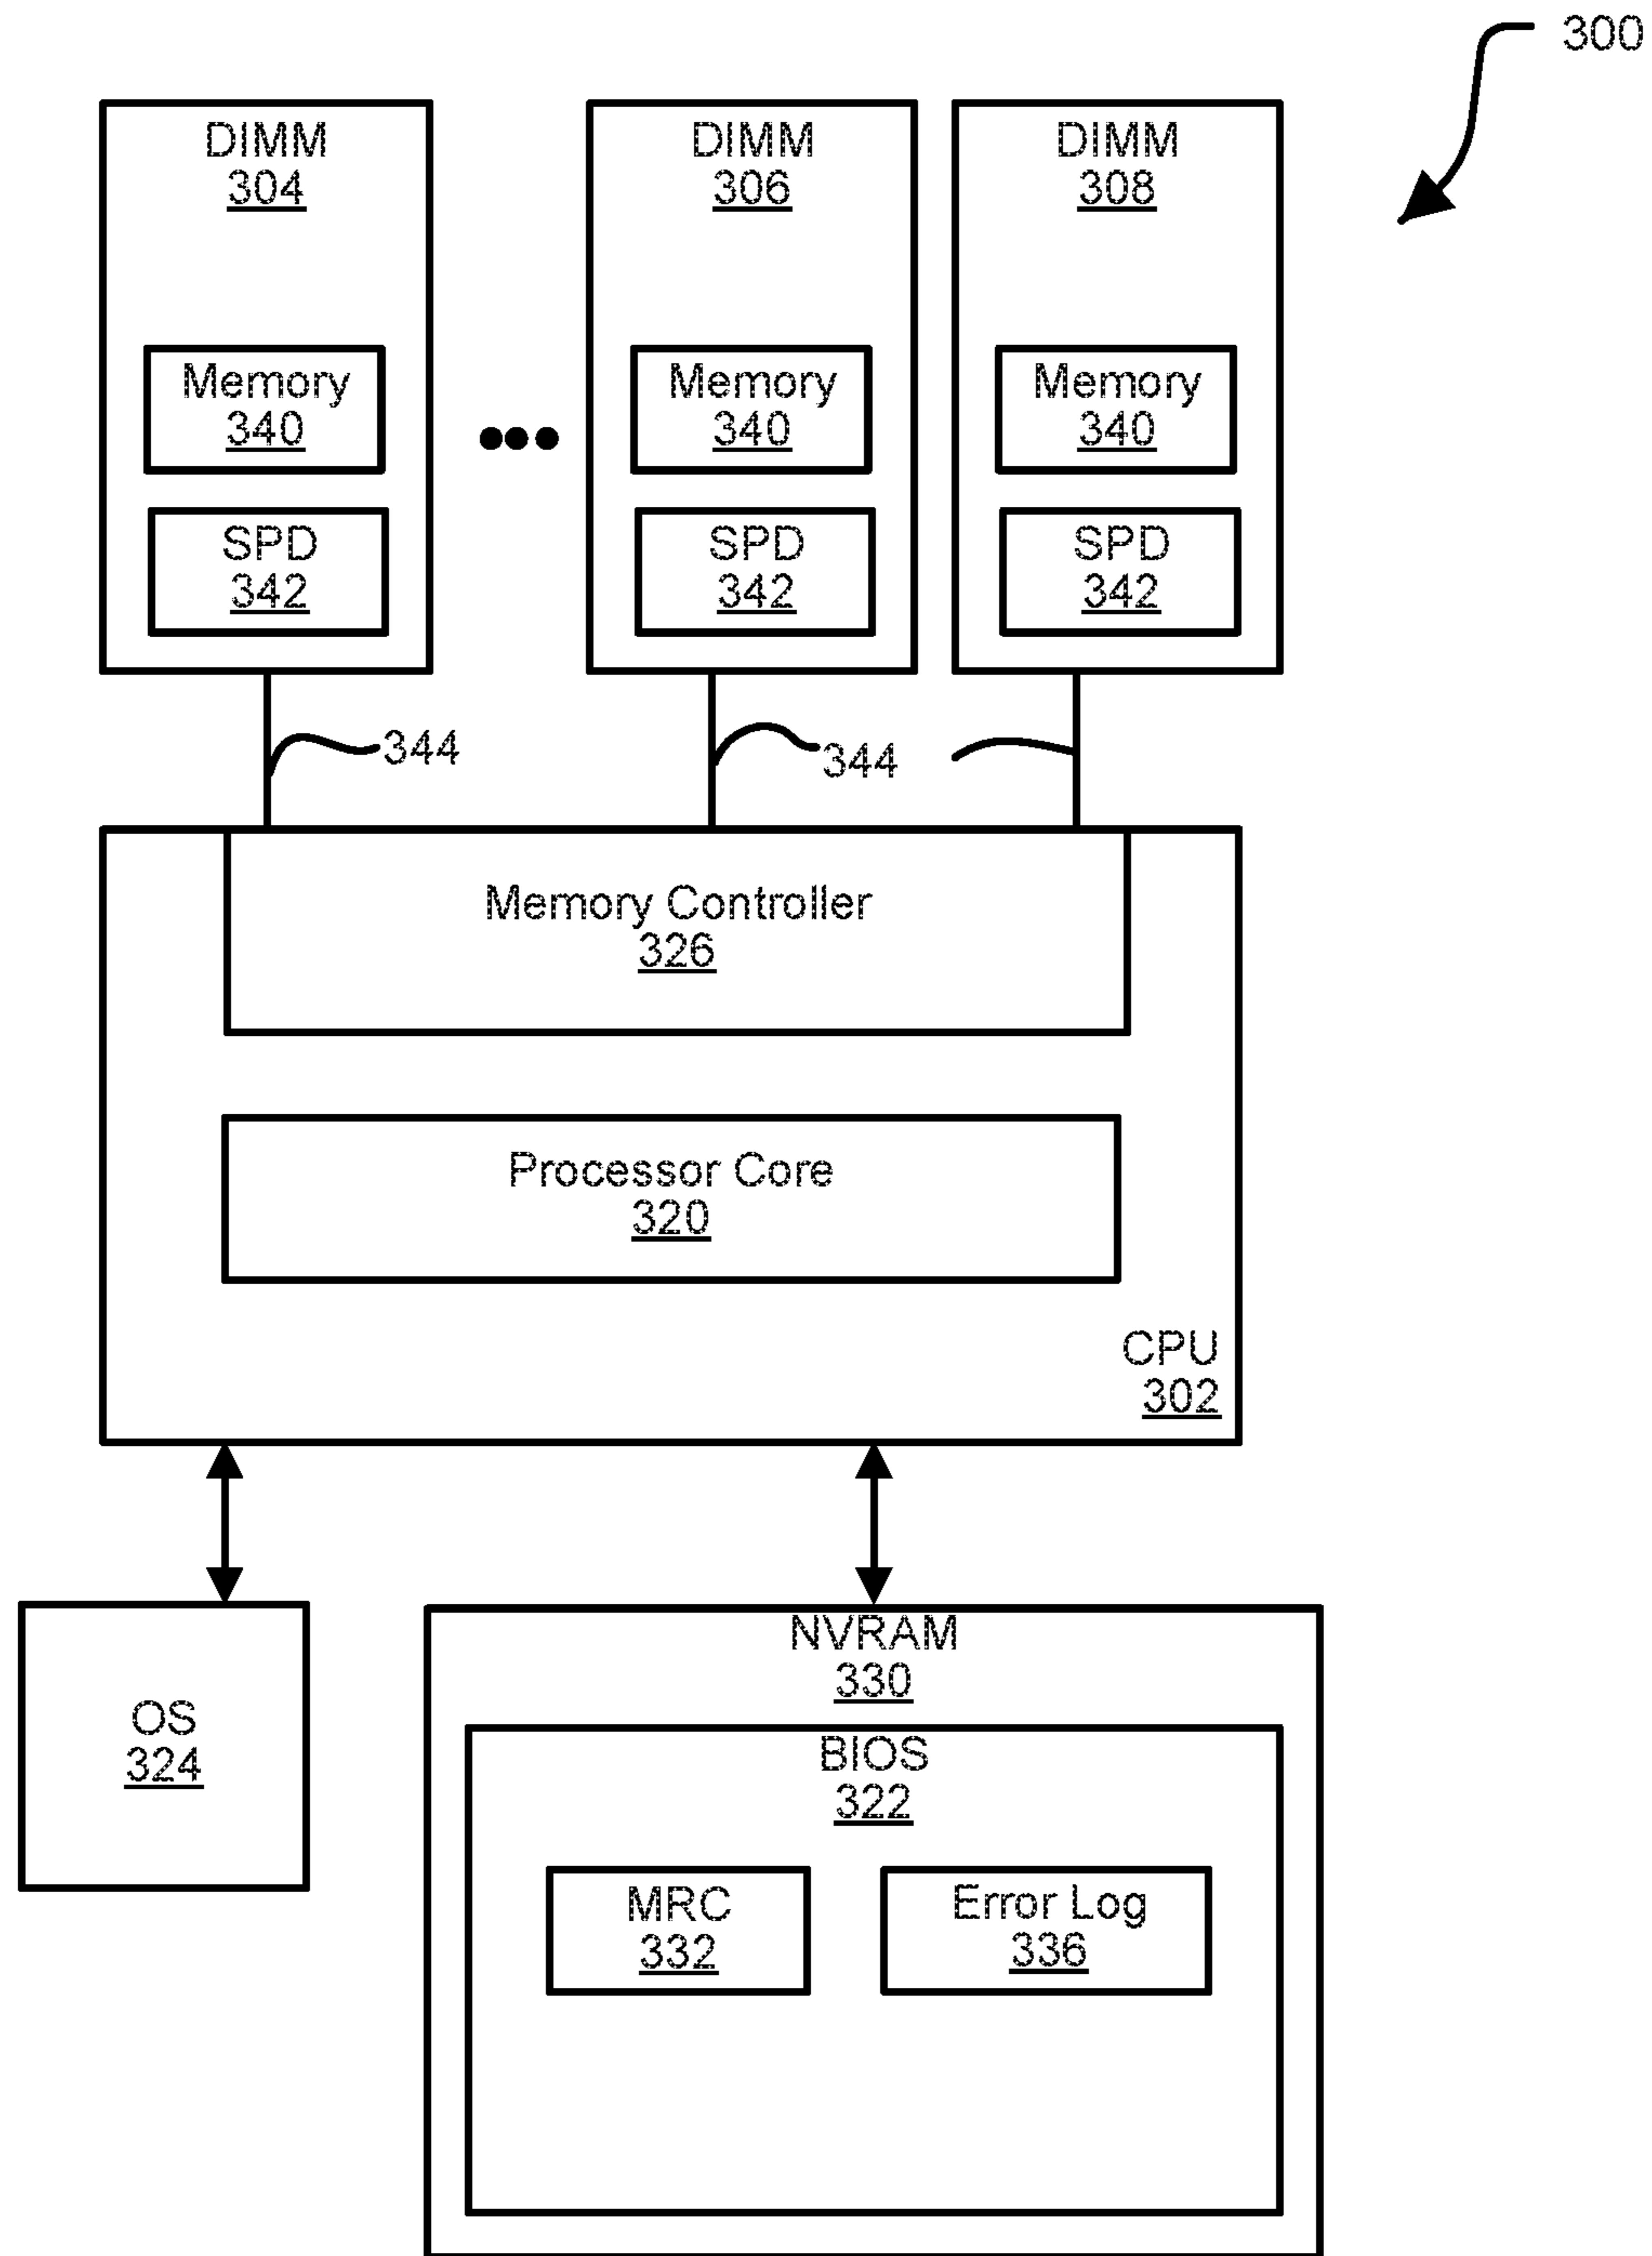 300
DIMM
304
Memory
340
SPD
342
DIMM
306
Memory
340
SPD
342
DIMM
308
Memory
340
SPD
342
344
344
Memory Controller
326
Processor Core
320
CPU
302
OS
324
NVRAM
330
BIOS
322
MRC
332
Error Log
336